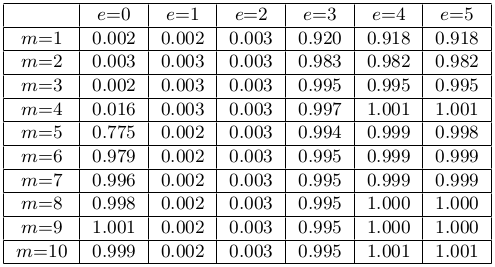 e=0 e=1 e=2 e=3 e=4 e=5
m=1 0.002 0.002 0.003 0.920 0.918 0.918
m=2 0.003 0.003 0.003 0.983 0.982 0.982
m=3 0.002 0.003 0.003 0.995 0.995 0.995
m=4 0.016 0.003 0.003 0.997 1.001 1.001
m=5 0.775 0.002 0.003 0.994 0.999 0.998
m=6 0.979 0.002 0.003 0.995 0.999 0.999
m=7 0.996 0.002 0.003 0.995 0.999 0.999
m=8 0.998 0.002 0.003 0.995 1.000 1.000
m=9 1.001 0.002 0.003 0.995 1.000 1.000
m=10 0.999 0.002 0.003 0.995 1.001 1.001